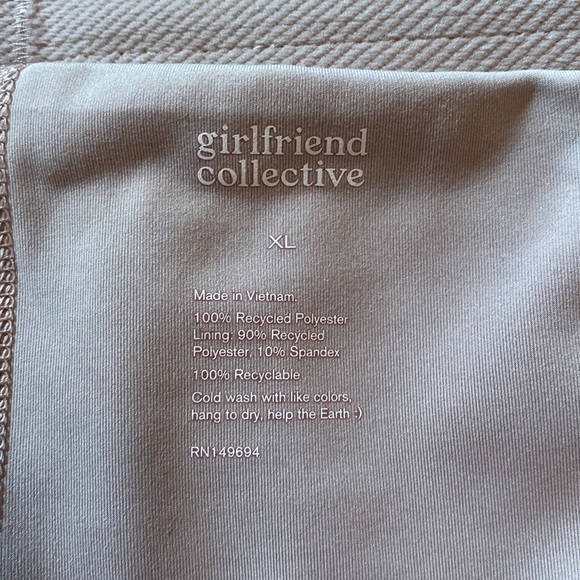 girlfriend
collective
XL
Made in Vietnam.
100% Recycled Polyester
Lining: 90% Recycled
Polyester, 10% Spandex
100% Recyclable
Cold wash with like colors,
hang to dry, help the Earth :)
RN149694